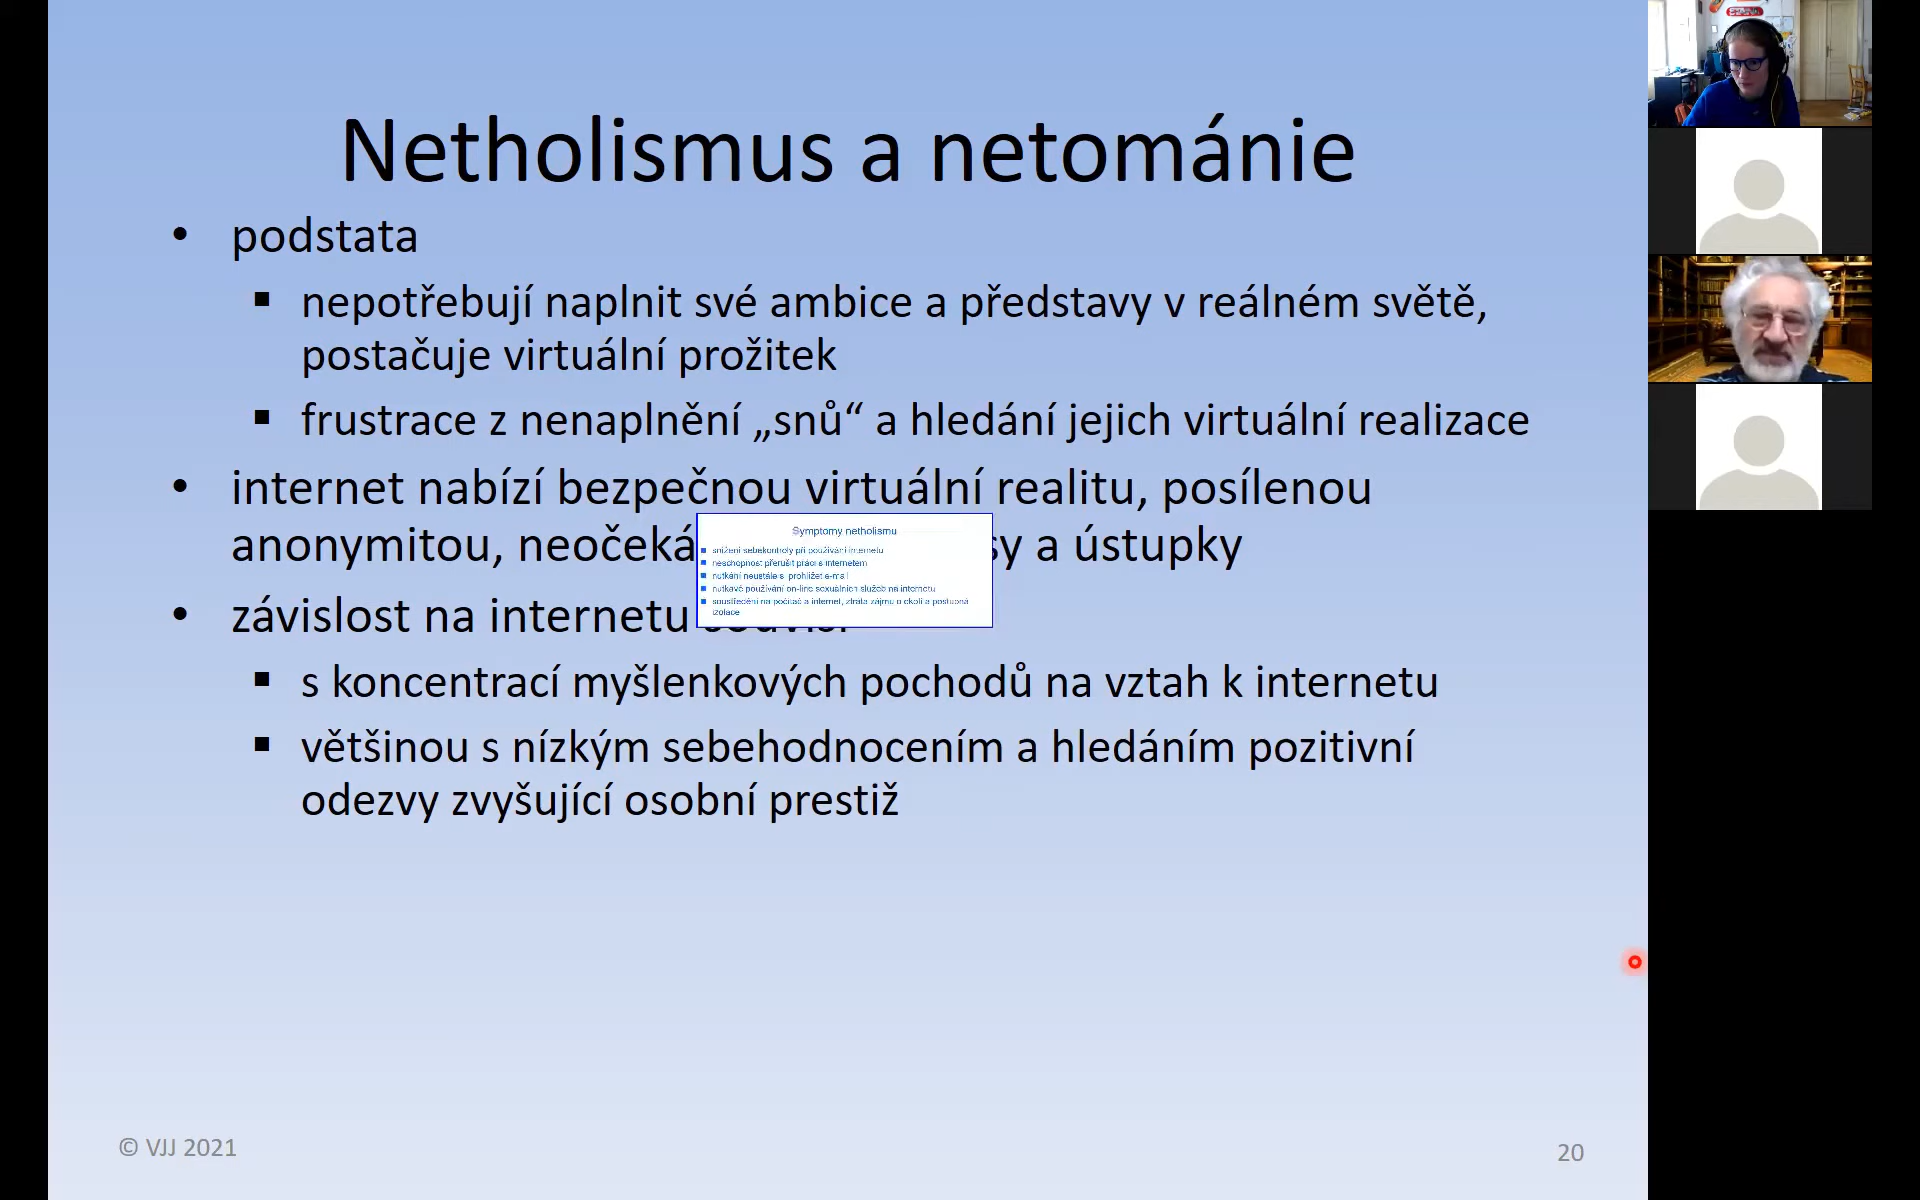 Netholismus a netománie
• podstata
▪ nepotřebují naplnit své ambice a představy v reálném světě,
postačuje virtuální prožitek
▪ frustrace z nenaplnění „snů“ a hledání jejich virtuální realizace
• internet nabízí bezpečnou virtuální realitu, posílenou
anonymitou, a ústupky
• závislost na internetu
Symptomy netholismu
▪ snížení sebekontroly při používání internetu
▪ neschopnost přerušit práci s internetem
▪ nutkání neustále si prohlížet e-mail
▪ nutkavé používání on-line sexuálních služeb na internetu
▪ soustředění na počítač a internet, ztráta zájmu o okolí a postupná
izolace
▪ s koncentrací myšlenkových pochodů na vztah k internetu
▪ většinou s nízkým sebehodnocením a hledáním pozitivní
odezvy zvyšující osobní prestiž
© VJJ 2021
20